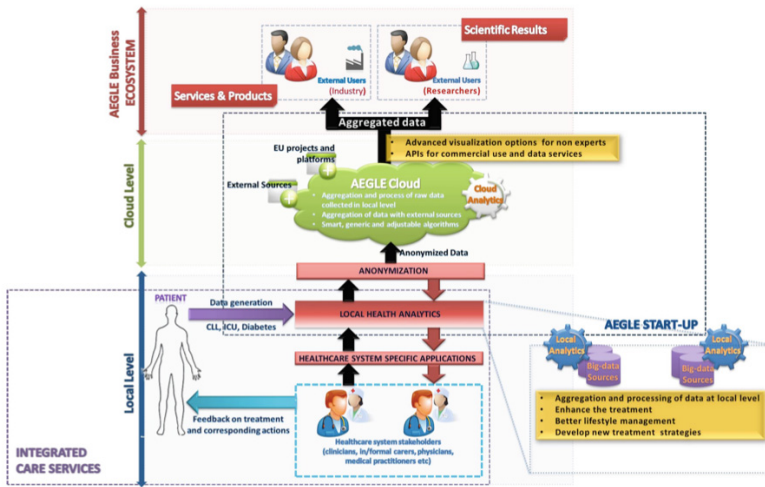 AEGLE Business
ECOSYSTEM
Scientific Results
External Users
(Industry)
External Users
(Researchers)
Services & Products
Aggregated data
• Advanced visualization options for non experts
• APIs for commercial use and data services
Cloud Level
EU projects and
platforms
External Sources
AEGLE Cloud
• Aggregation and process of raw data
collected in local level
• Aggregation of data with external sources
• Smart, generic and adjustable algorithms
Cloud
Analytics
Anonymized Data
ANONYMIZATION
Local Level
PATIENT
Data generation
CLL, ICU, Diabetes
LOCAL HEALTH ANALYTICS
HEALTHCARE SYSTEM SPECIFIC APPLICATIONS
Feedback on treatment
and corresponding actions
Healthcare system stakeholders
(clinicians, in/formal carers, physicians,
medical practitioners etc)
INTEGRATED
CARE SERVICES
AEGLE START-UP
Local
Analytics
Big-data
Sources
Local
Analytics
Big-data
Sources
• Aggregation and processing of data at local level
• Enhance the treatment
• Better lifestyle management
• Develop new treatment strategies